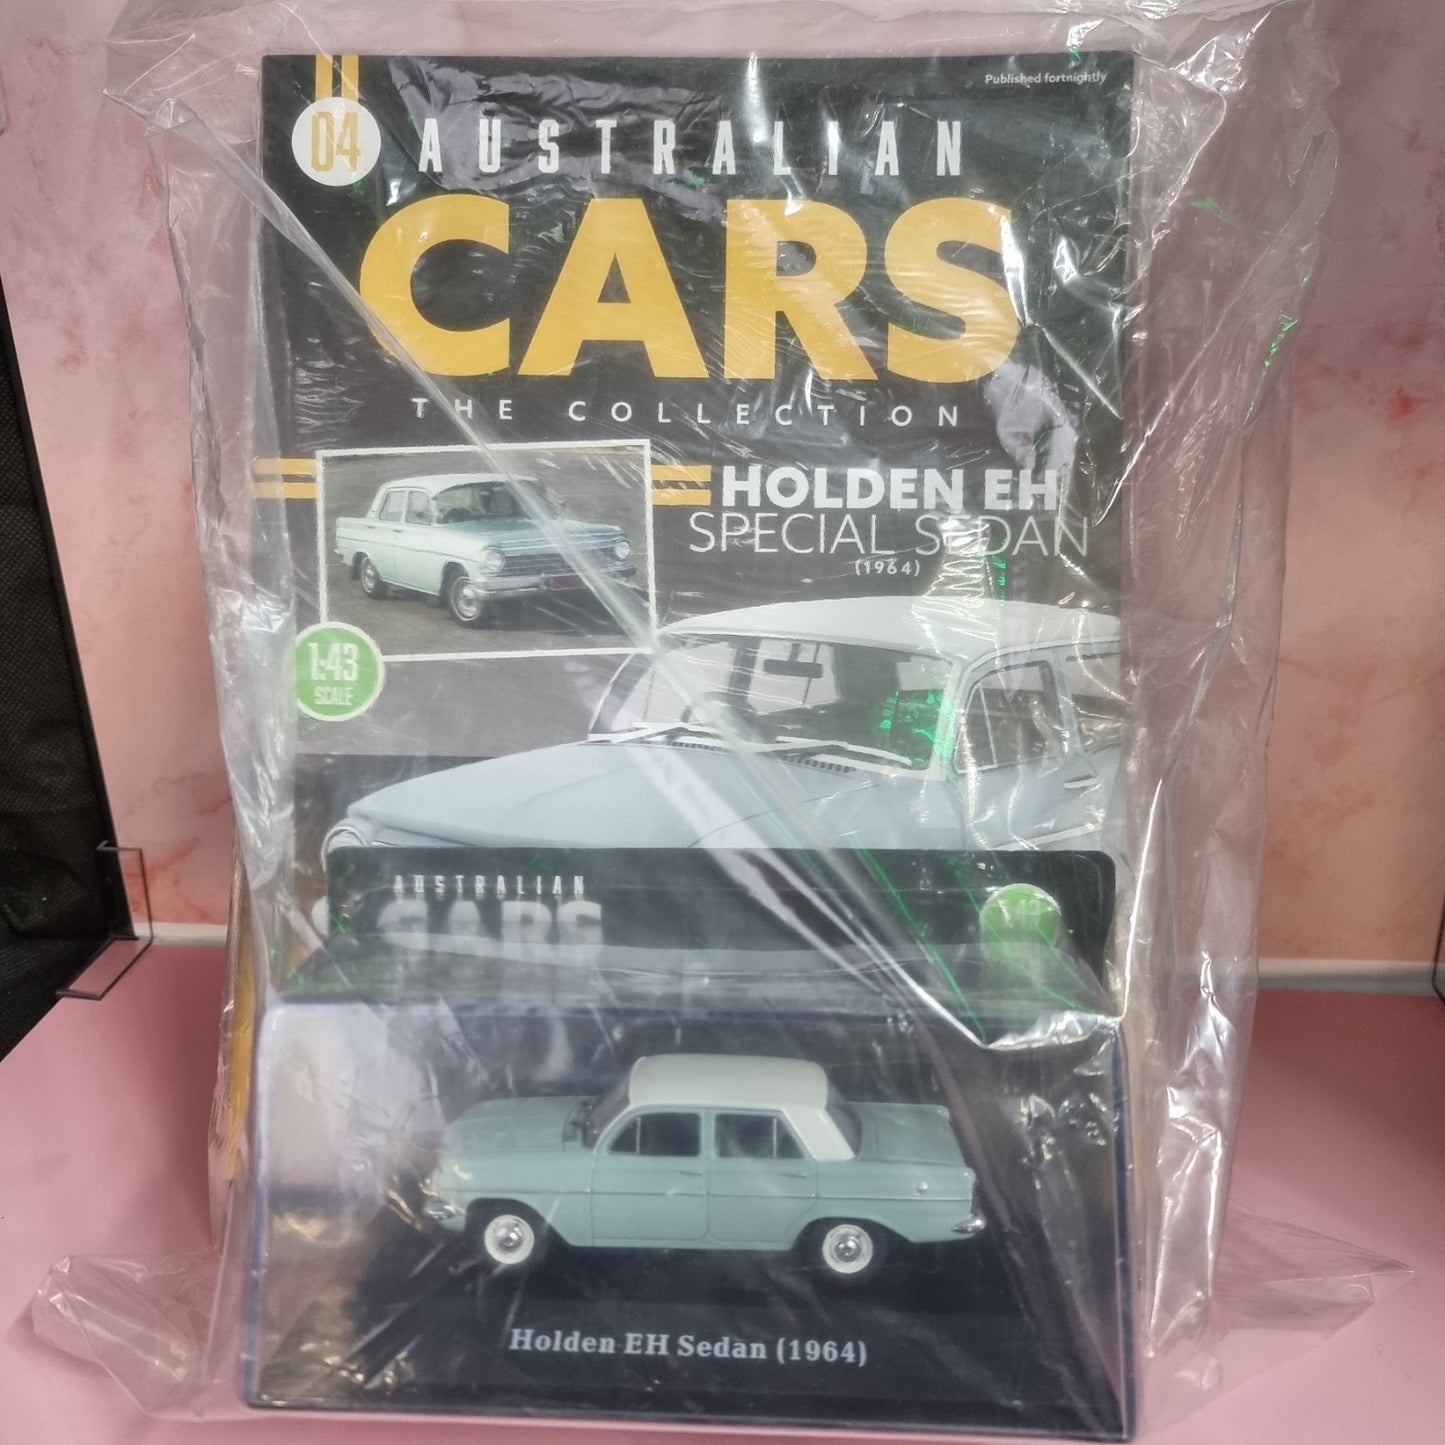 Published fortnightly
04
AUSTRALIAN
CARS
THE COLLECTION
HOLDEN EH
SPECIAL SEDAN
(1964)
1:43
SCALE
AUSTRALIAN
CARS
Holden EH Sedan (1964)